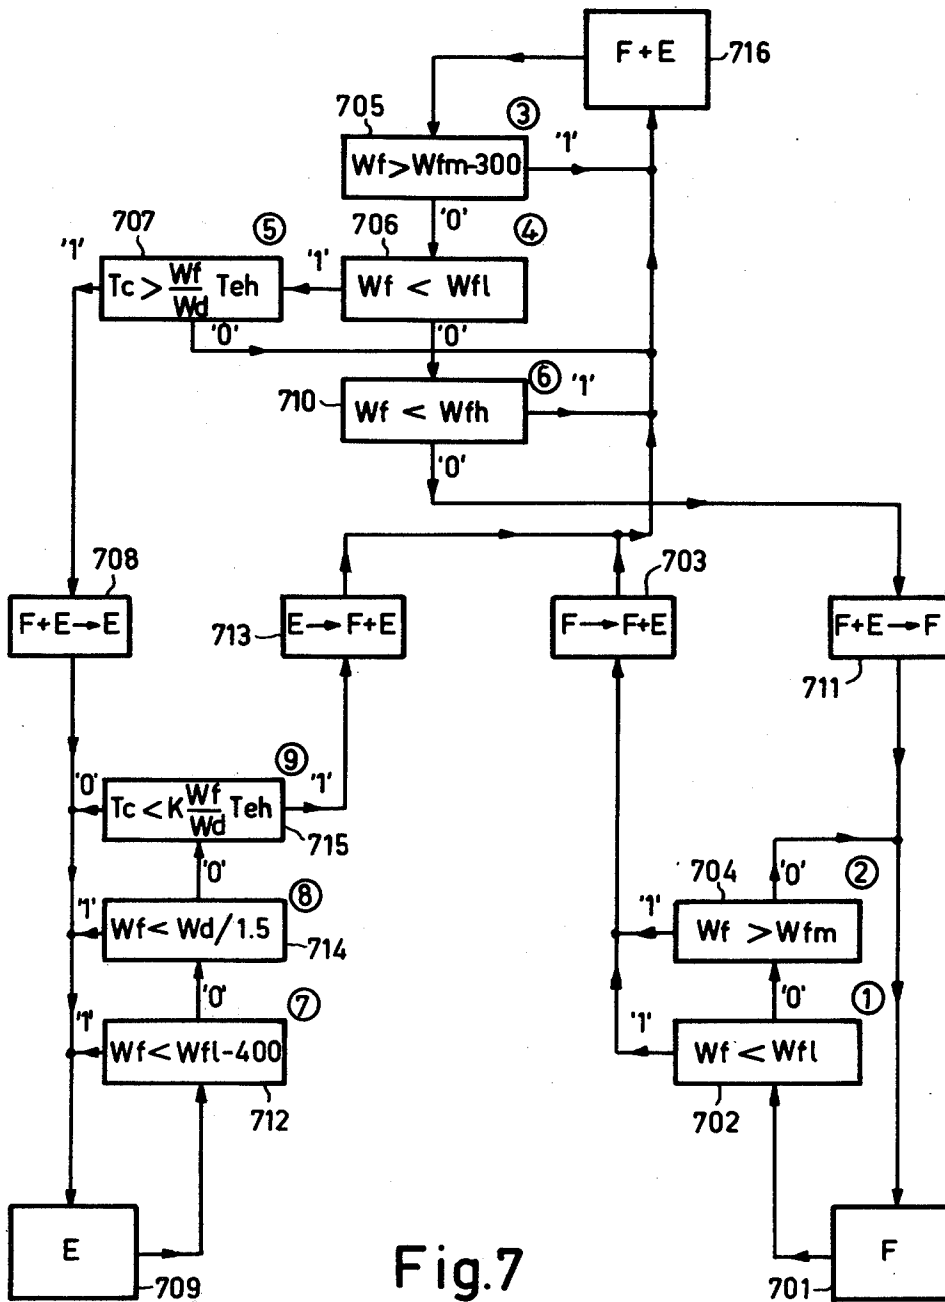 F+E
716
705
③
Wf>Wfm-300
'1'
'0'
707
⑤
706
④
'1'
Tc > Wf/Wd Teh
'1'
Wf < Wfl
'0'
'0'
⑥
'1'
710
Wf < Wfh
'0'
708
703
F+E→E
713
E→F+E
F→F+E
F+E→F
711
⑨
'0'
Tc < K Wf/Wd Teh
'1'
715
'0'
704
'0'
②
⑧
'1'
Wf < Wd/1.5
714
'1'
Wf > Wfm
'0'
⑦
'0'
①
'1'
Wf < Wfl-400
712
'1'
Wf < Wfl
702
E
709
Fig.7
F
701